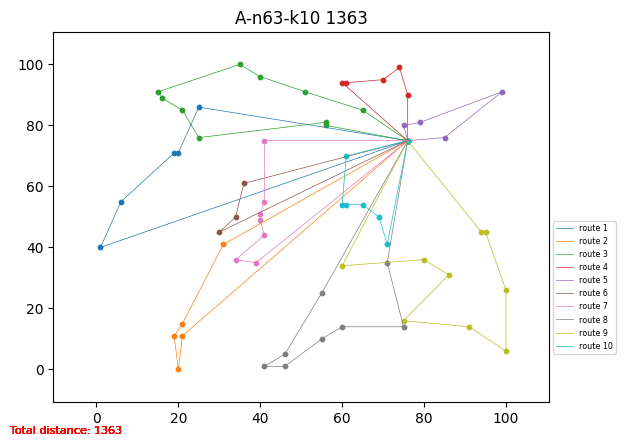 A-n63-k10 1363
100
80
60
40
20
0
0 20 40 60 80 100
route 1
route 2
route 3
route 4
route 5
route 6
route 7
route 8
route 9
route 10
Total distance: 1363